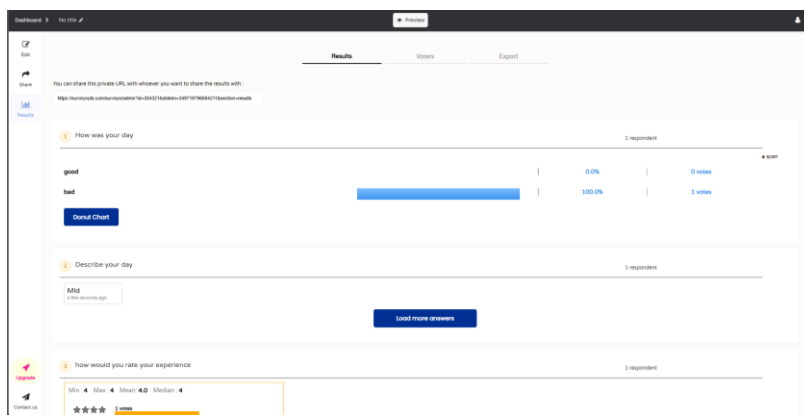 Dashboard > No title
Preview
Edit
Share
Results
Results Voters Export
You can share this private URL with whoever you want to share the results with :
1 How was your day 1 respondent
SORT
good 0.0% 0 votes
bad 100.0% 1 votes
Donut Chart
2 Describe your day 1 respondent
Mid
a few seconds ago
Load more answers
3 how would you rate your experience 1 respondent
Min : 4 Max : 4 Mean: 4.0 Median : 4
1 votes
Upgrade
Contact us